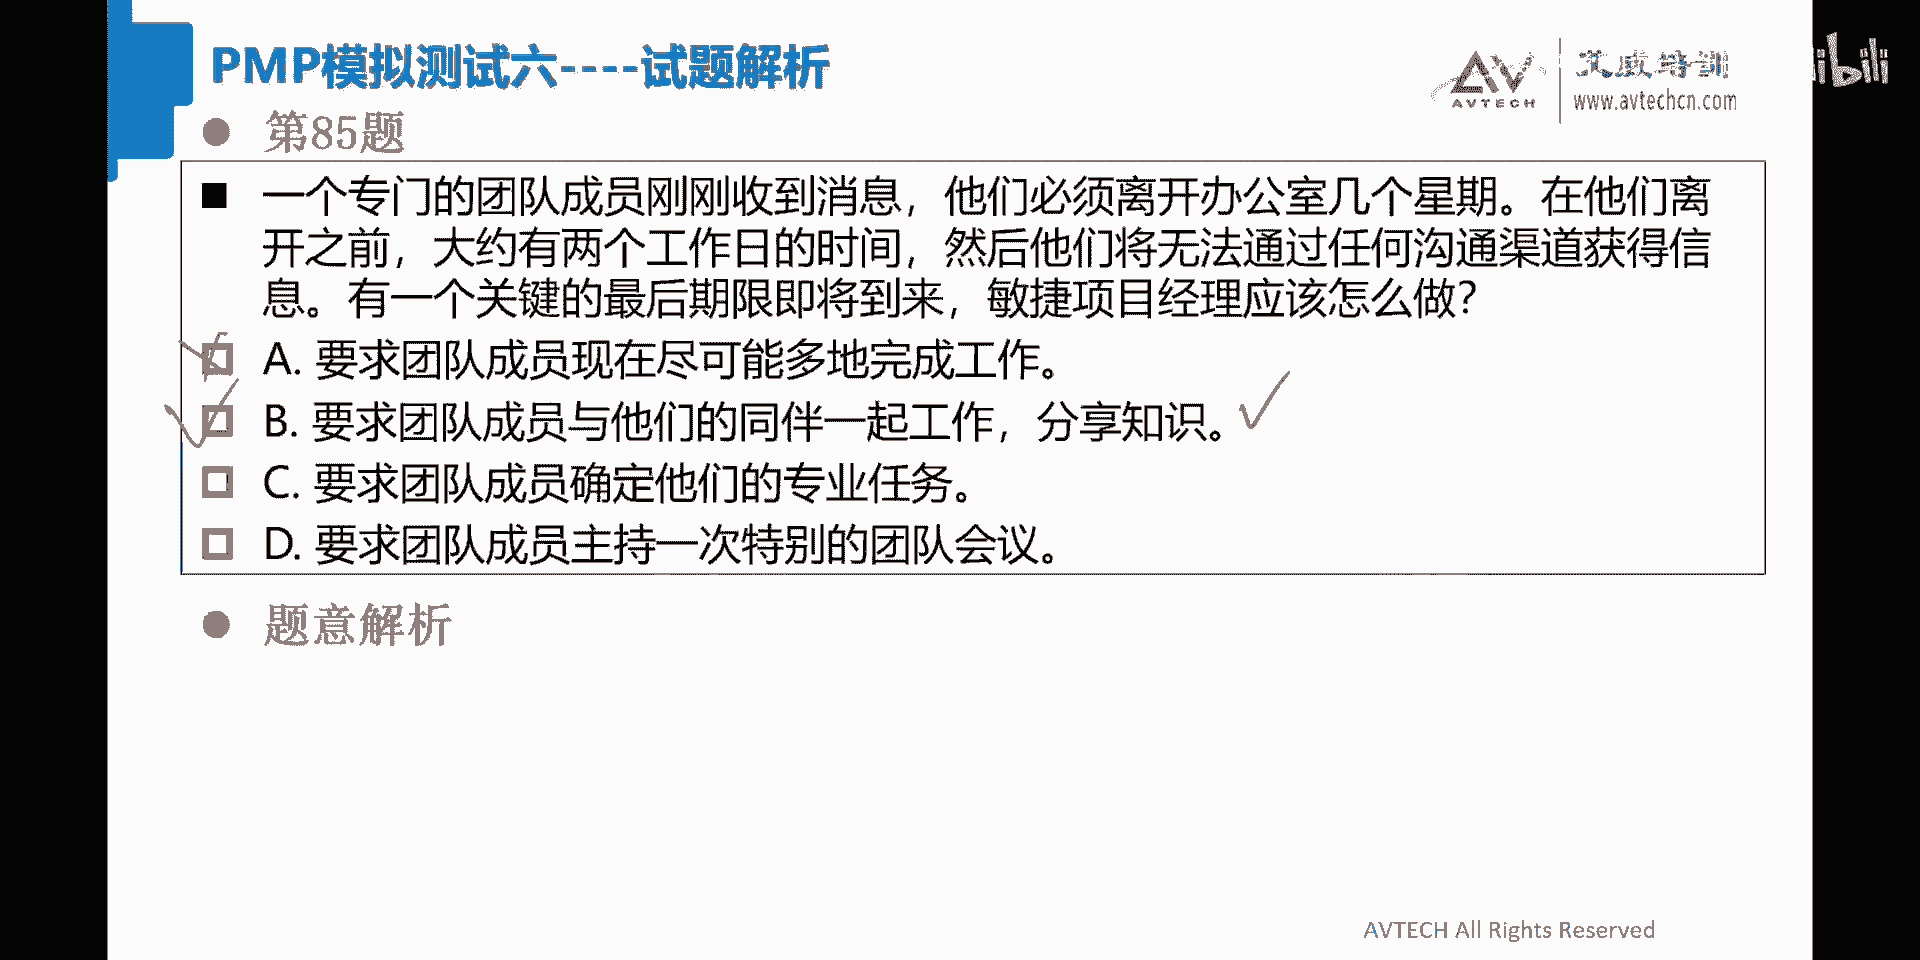 PMP模拟测试六----试题解析
AVTECH
艾威培训
www.avtechcn.com
第85题
一个专门的团队成员刚刚收到消息，他们必须离开办公室几个星期。在他们离
开之前，大约有两个工作日的时间，然后他们将无法通过任何沟通渠道获得信
息。有一个关键的最后期限即将到来，敏捷项目经理应该怎么做？
A. 要求团队成员现在尽可能多地完成工作。
B. 要求团队成员与他们的同伴一起工作，分享知识。
C. 要求团队成员确定他们的专业任务。
D. 要求团队成员主持一次特别的团队会议。
题意解析
AVTECH All Rights Reserved